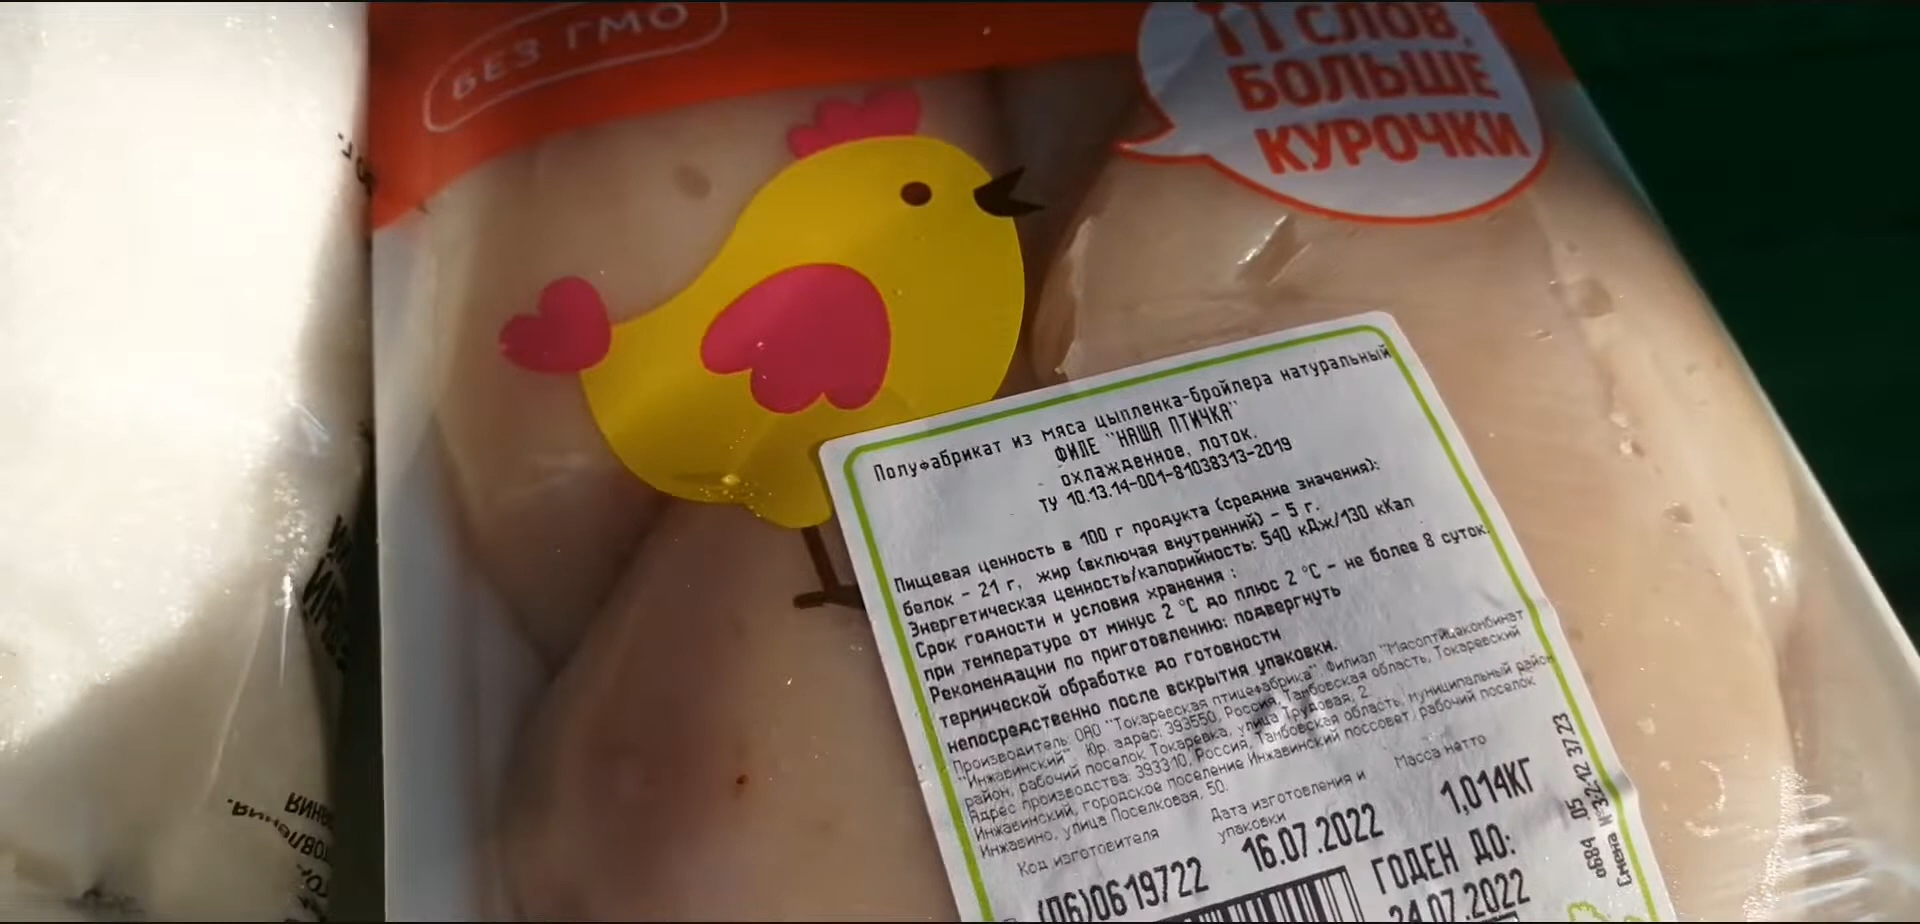 БЕЗ ГМО
СЛОВ,
БОЛЬШЕ
КУРОЧКИ
Полуфабрикат из мяса цыпленка-бройлера натуральный
ФИЛЕ "НАША ПТИЧКА"
охлажденное, лоток.
ТУ 10.13.14-001-81038313-2019
Пищевая ценность в 100 г продукта (средние значения):
белок - 21 г, жир (включая внутренний) - 5 г.
Энергетическая ценность/калорийность: 540 кДж/130 кКал
Срок годности и условия хранения :
при температуре от минус 2 °C до плюс 2 °C - не более 8 суток.
Рекомендации по приготовлению: подвергнуть
термической обработке до готовности
непосредственно после вскрытия упаковки.
Производитель: ОАО "Токаревская птицефабрика" Филиал "Мясоптицекомбинат
"Инжавинский" Юр. адрес: 393550, Россия, Тамбовская область, Токаревский
район, рабочий поселок Токаревка, улица Трудовая, 2
Адрес производства: 393310, Россия, Тамбовская область, муниципальный район
Инжавинский, городское поселение Инжавинский поссовет, рабочий поселок
Инжавино, улица Поселковая, 50.
Код изготовителя
Дата изготовления и
упаковки
Масса нетто
(П6)0619722
16.07.2022
1,014КГ
ГОДЕН ДО:
24.07.2022